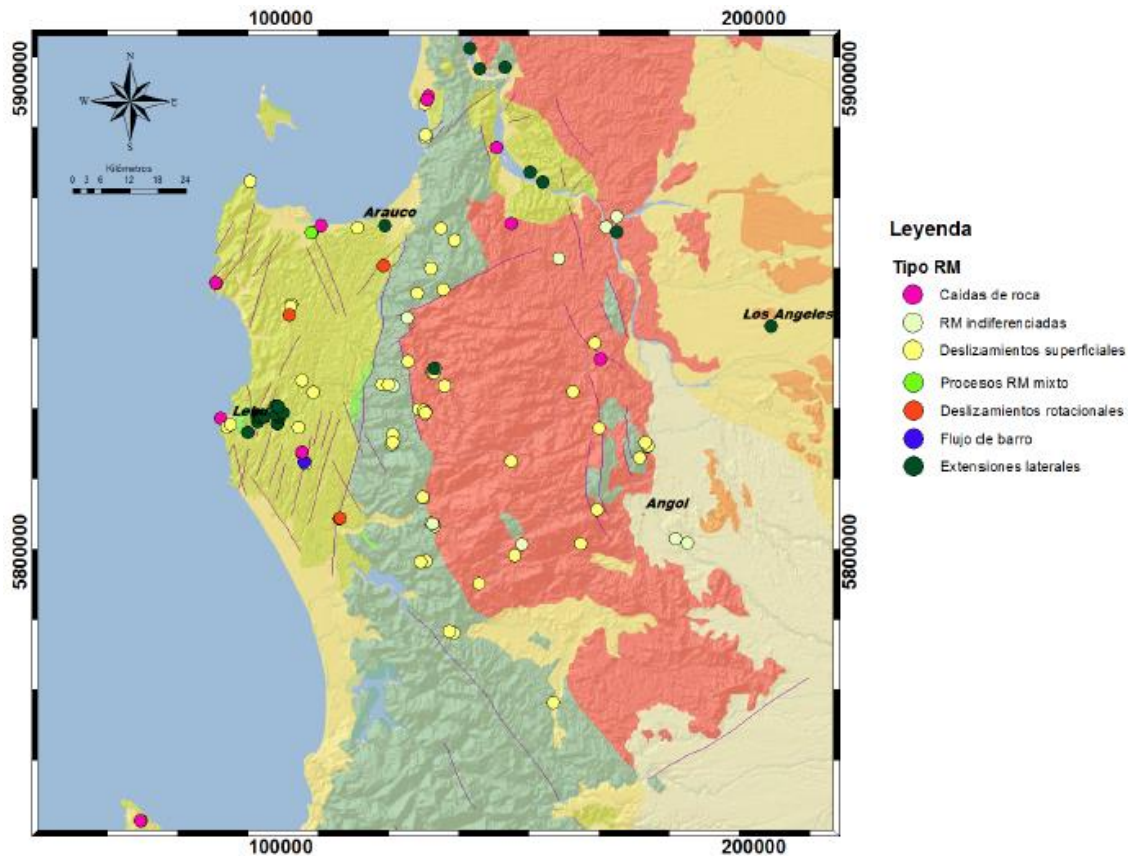 100000
200000
5900000
5900000
N
W
E
S
Kilómetros
0 3 6 12 18 24
Arauco
Los Angeles
Angol
5800000
5800000
100000
200000
Leyenda
Tipo RM
Caidas de roca
RM indiferenciadas
Deslizamientos superficiales
Procesos RM mixto
Deslizamientos rotacionales
Flujo de barro
Extensiones laterales